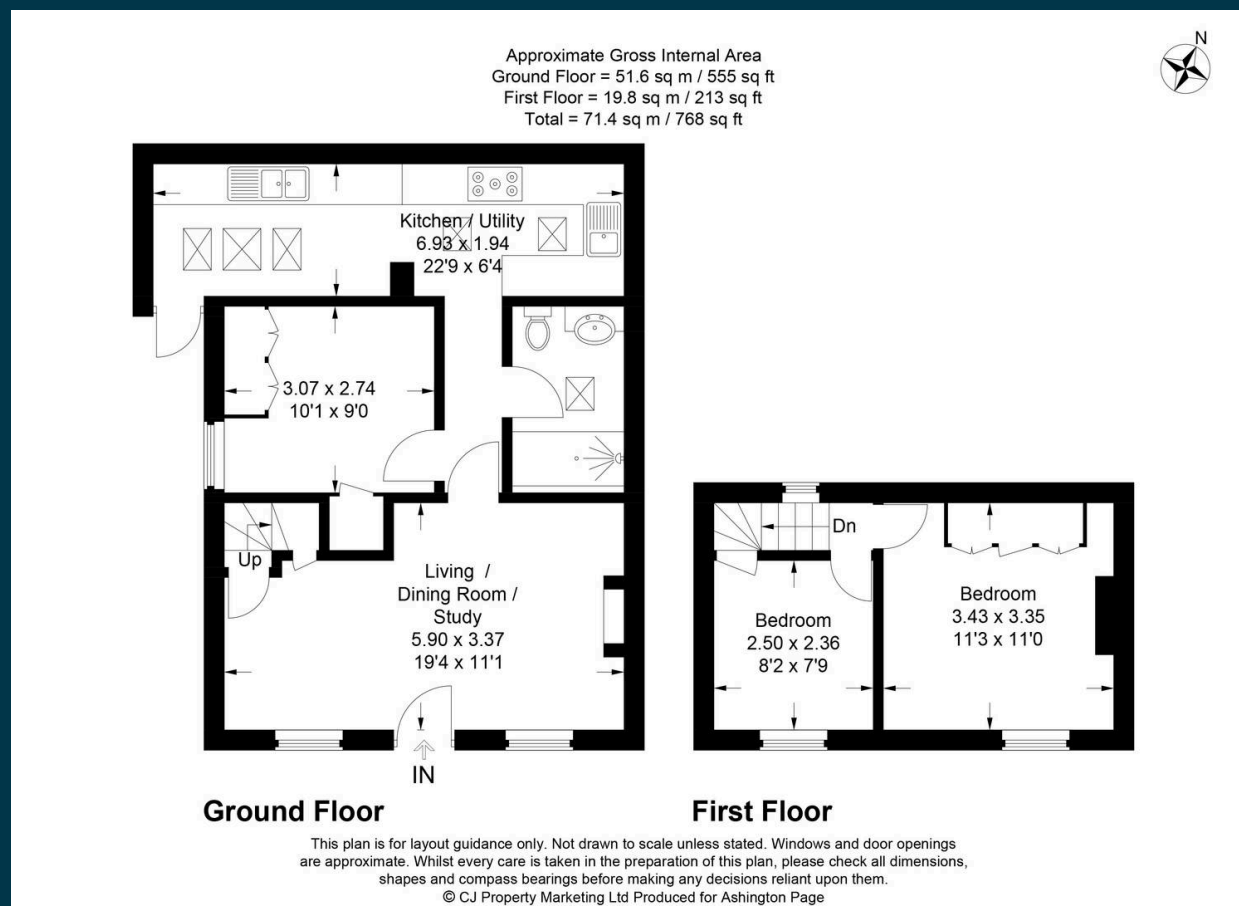 N
Approximate Gross Internal Area
Ground Floor = 51.6 sq m / 555 sq ft
First Floor = 19.8 sq m / 213 sq ft
Total = 71.4 sq m / 768 sq ft
Kitchen / Utility
6.93 x 1.94
22'9 x 6'4
3.07 x 2.74
10'1 x 9'0
Up
Living /
Dining Room /
Study
5.90 x 3.37
19'4 x 11'1
IN
Dn
Bedroom
2.50 x 2.36
8'2 x 7'9
Bedroom
3.43 x 3.35
11'3 x 11'0
Ground Floor
First Floor
This plan is for layout guidance only. Not drawn to scale unless stated. Windows and door openings
are approximate. Whilst every care is taken in the preparation of this plan, please check all dimensions,
shapes and compass bearings before making any decisions reliant upon them.
© CJ Property Marketing Ltd Produced for Ashington Page